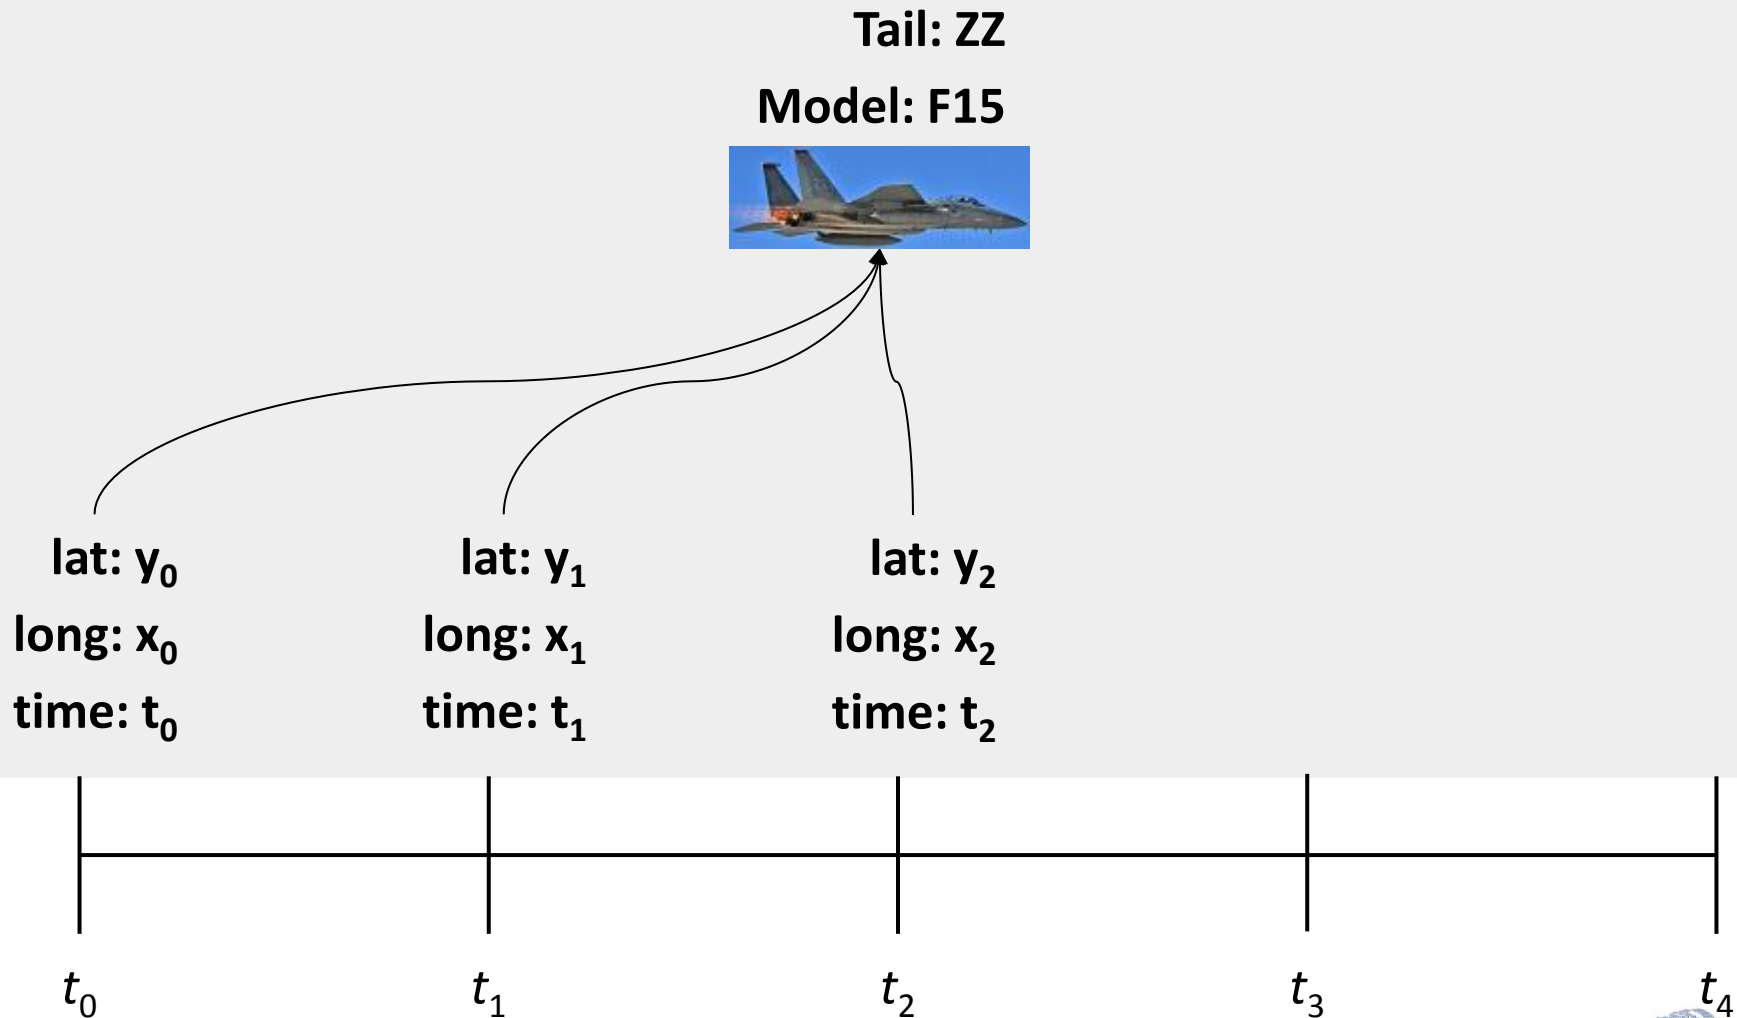 Tail: ZZ
Model: F15
lat: y₀
long: x₀
time: t₀
lat: y₁
long: x₁
time: t₁
lat: y₂
long: x₂
time: t₂
t₀ t₁ t₂ t₃ t₄